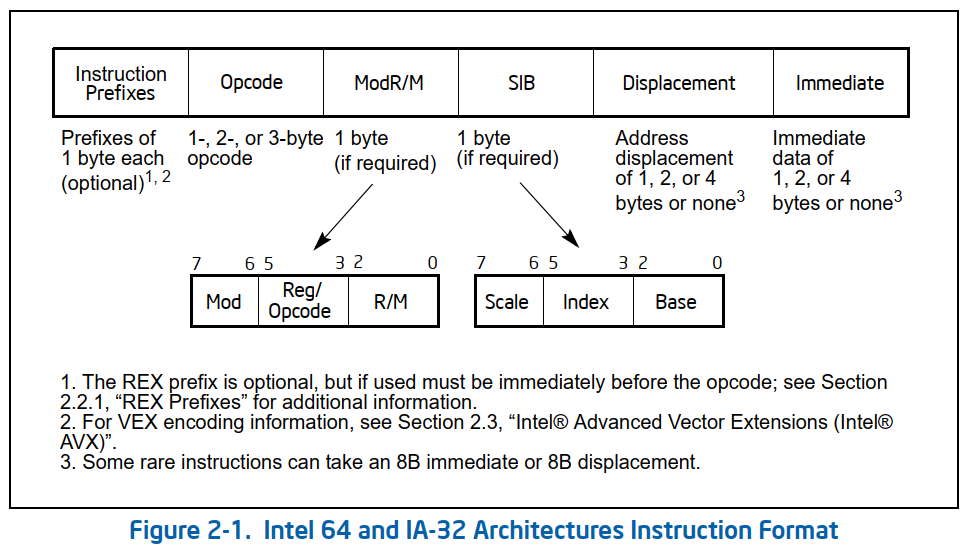 Instruction Prefixes
Opcode
ModR/M
SIB
Displacement
Immediate
Prefixes of
1 byte each
(optional)1, 2
1-, 2-, or 3-byte
opcode
1 byte
(if required)
1 byte
(if required)
Address
displacement
of 1, 2, or 4
bytes or none3
Immediate
data of
1, 2, or 4
bytes or none3
7 6 5 3 2 0
Mod
Reg/
Opcode
R/M
7 6 5 3 2 0
Scale
Index
Base
1. The REX prefix is optional, but if used must be immediately before the opcode; see Section
2.2.1, “REX Prefixes” for additional information.
2. For VEX encoding information, see Section 2.3, “Intel® Advanced Vector Extensions (Intel®
AVX)”.
3. Some rare instructions can take an 8B immediate or 8B displacement.
Figure 2-1. Intel 64 and IA-32 Architectures Instruction Format